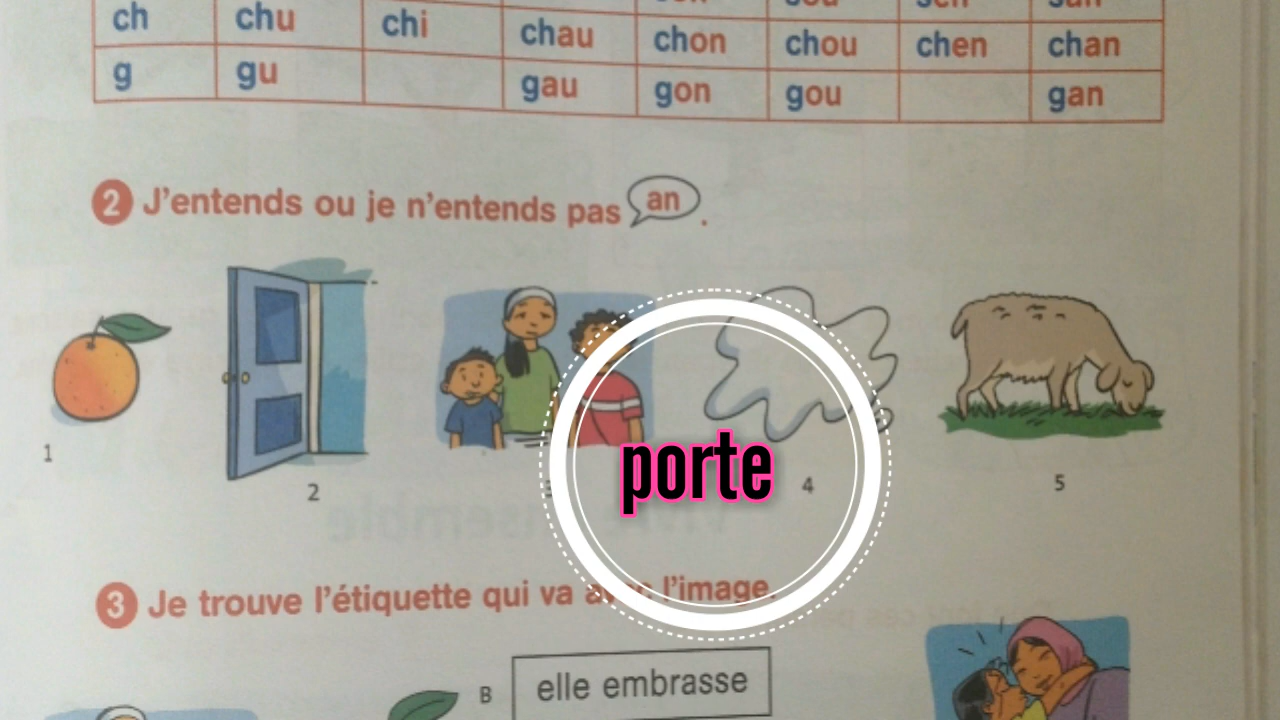 ch chu chi chau chon chou chen chan
g gu gau gon gou gan
2 J'entends ou je n'entends pas an .
1
2
4
5
porte
3 Je trouve l'étiquette qui va avec l'image.
B elle embrasse